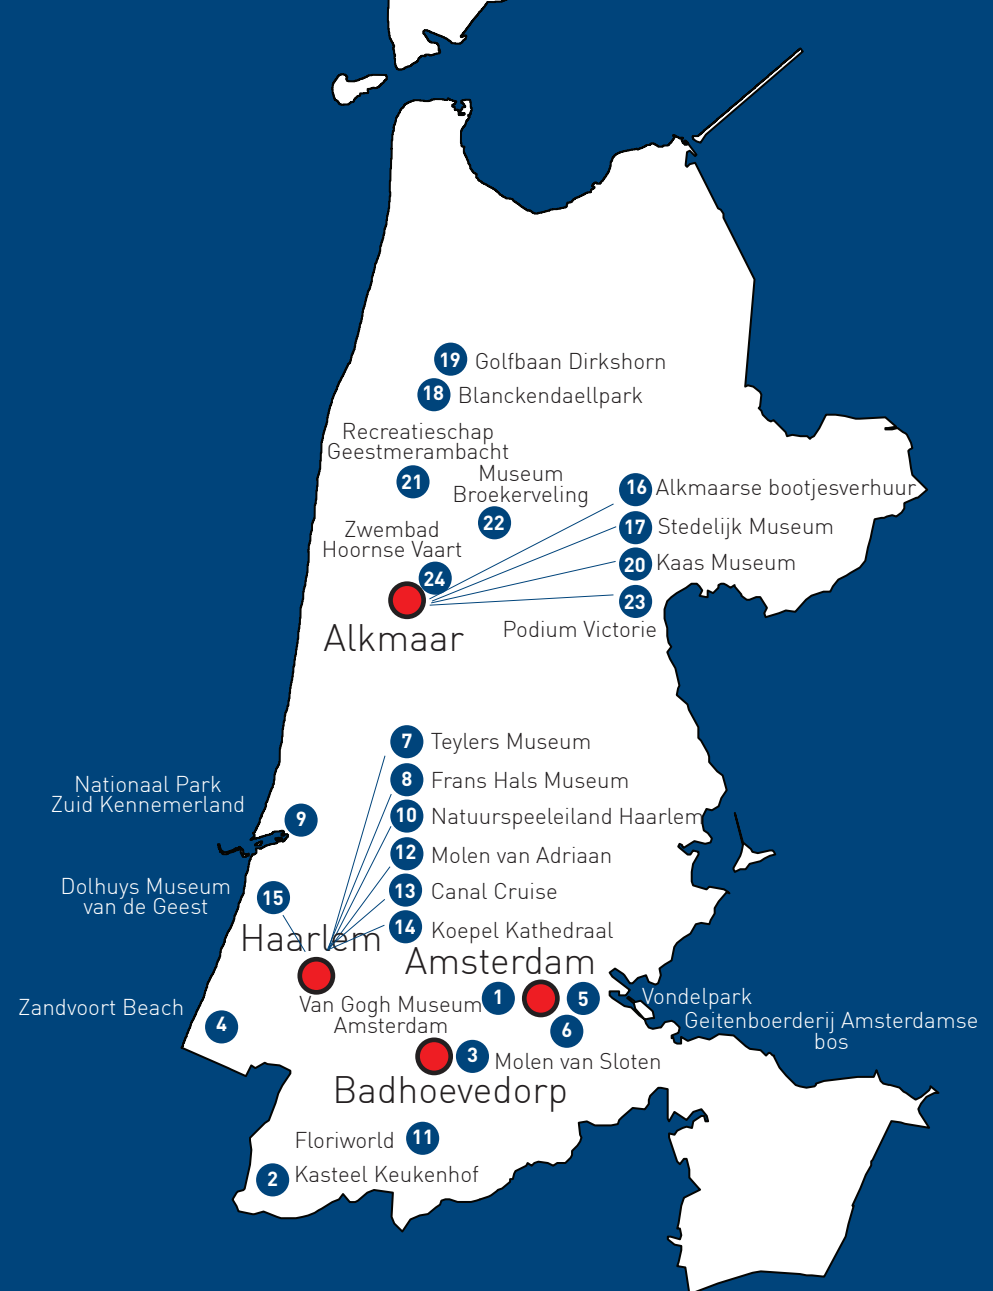 19 Golfbaan Dirkshorn
18 Blanckendaellpark
Recreatieschap
Geestmerambacht
21
Museum
Broekerveling
22
16 Alkmaarse bootjesverhuur
17 Stedelijk Museum
Zwembad
Hoornse Vaart
24
20 Kaas Museum
23
Podium Victorie
Alkmaar
7 Teylers Museum
8 Frans Hals Museum
Nationaal Park
Zuid Kennemerland
9
10 Natuurspeeleiland Haarlem
12 Molen van Adriaan
Dolhuys Museum
van de Geest
15
13 Canal Cruise
14 Koepel Kathedraal
Haarlem
Amsterdam
Van Gogh Museum
Amsterdam
1
5
Vondelpark
6
Geitenboerderij Amsterdamse
bos
Zandvoort Beach
4
3 Molen van Sloten
Badhoevedorp
Floriworld 11
2 Kasteel Keukenhof